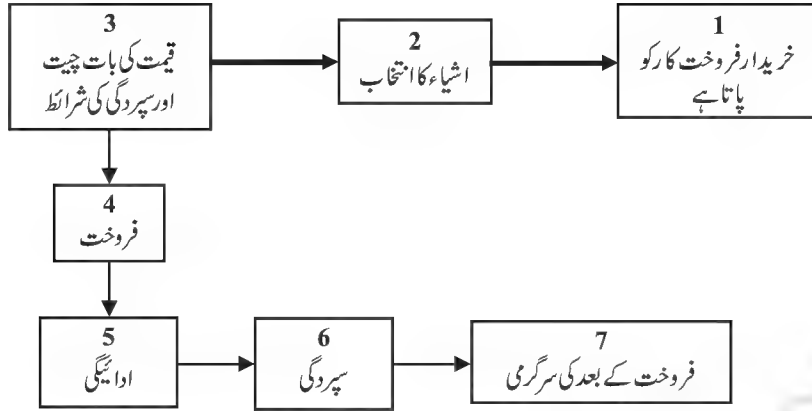 1
خریدار فروخت کار کو
پاتا ہے
2
اشیاء کا انتخاب
3
قیمت کی بات چیت
اور سپردگی کی شرائط
4
فروخت
5
ادائیگی
6
سپردگی
7
فروخت کے بعد کی سرگرمی